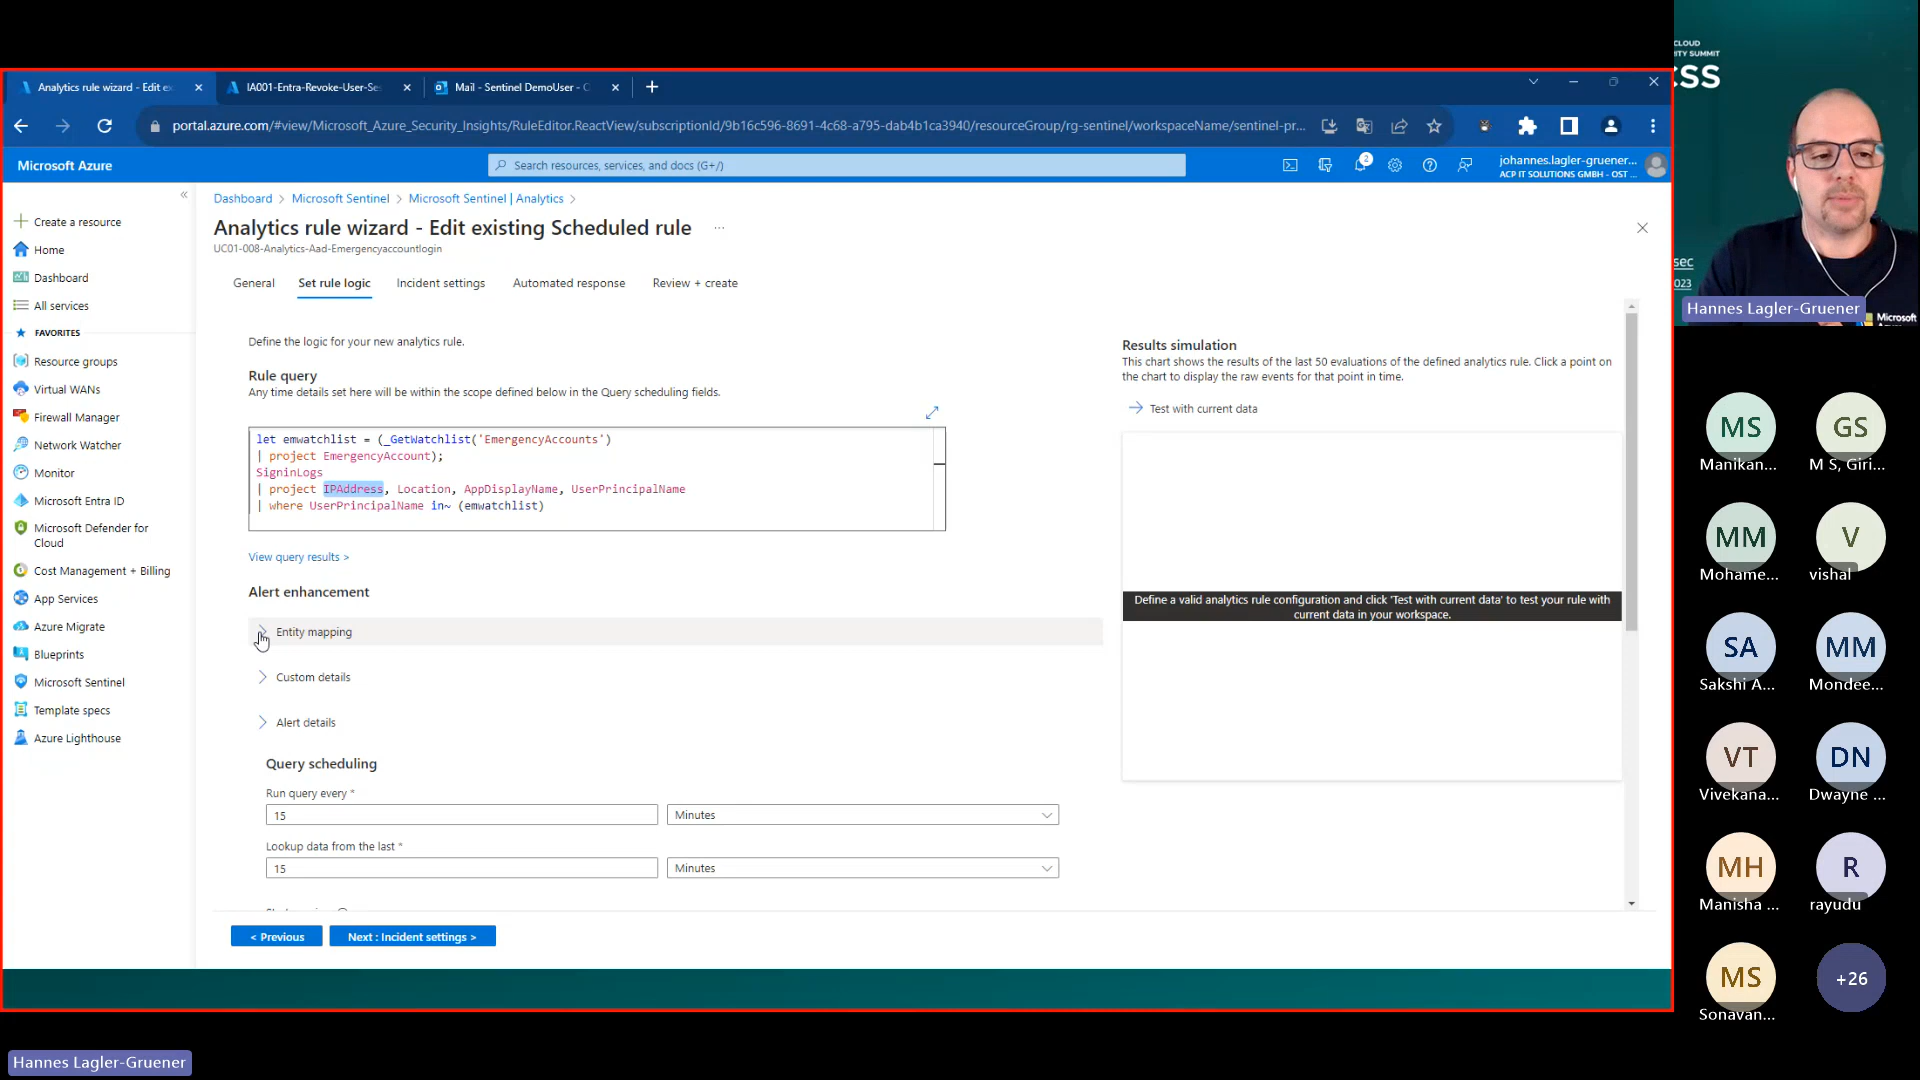 Analytics rule wizard - Edit ex
IA001-Entra-Revoke-User-Se
Mail - Sentinel DemoUser - C
portal.azure.com/#view/Microsoft_Azure_Security_Insights/RuleEditor.ReactView/subscriptionId/9b16c596-8691-4c68-a795-dab4b1ca3940/resourceGroup/rg-sentinel/workspaceName/sentinel-pr...
Microsoft Azure
Search resources, services, and docs (G+/)
2
johannes.lagler-gruener...
ACP IT SOLUTIONS GMBH - OST ...
Create a resource
Home
Dashboard
All services
FAVORITES
Resource groups
Virtual WANs
Firewall Manager
Network Watcher
Monitor
Microsoft Entra ID
Microsoft Defender for
Cloud
Cost Management + Billing
App Services
Azure Migrate
Blueprints
Microsoft Sentinel
Template specs
Azure Lighthouse
Dashboard > Microsoft Sentinel > Microsoft Sentinel | Analytics >
Analytics rule wizard - Edit existing Scheduled rule ...
UC01-008-Analytics-Aad-Emergencyaccountlogin
General Set rule logic Incident settings Automated response Review + create
Define the logic for your new analytics rule.
Rule query
Any time details set here will be within the scope defined below in the Query scheduling fields.
let emwatchlist = (_GetWatchlist('EmergencyAccounts')
| project EmergencyAccount);
SigninLogs
| project IPAddress, Location, AppDisplayName, UserPrincipalName
| where UserPrincipalName in~ (emwatchlist)
View query results >
Alert enhancement
Entity mapping
Custom details
Alert details
Query scheduling
Run query every *
15 Minutes
Lookup data from the last *
15 Minutes
< Previous
Next : Incident settings >
Results simulation
This chart shows the results of the last 50 evaluations of the defined analytics rule. Click a point on
the chart to display the raw events for that point in time.
Test with current data
Define a valid analytics rule configuration and click 'Test with current data' to test your rule with
current data in your workspace.
CLOUD
ITY SUMMIT
CSS
sec
023
Hannes Lagler-Gruener
Microsoft
MS
Manikan...
GS
M S, Giri...
MM
Mohame...
V
vishal
SA
Sakshi A...
MM
Mondee...
VT
Vivekana...
DN
Dwayne ...
MH
Manisha ...
R
rayudu
MS
Sonavan...
+26
Hannes Lagler-Gruener